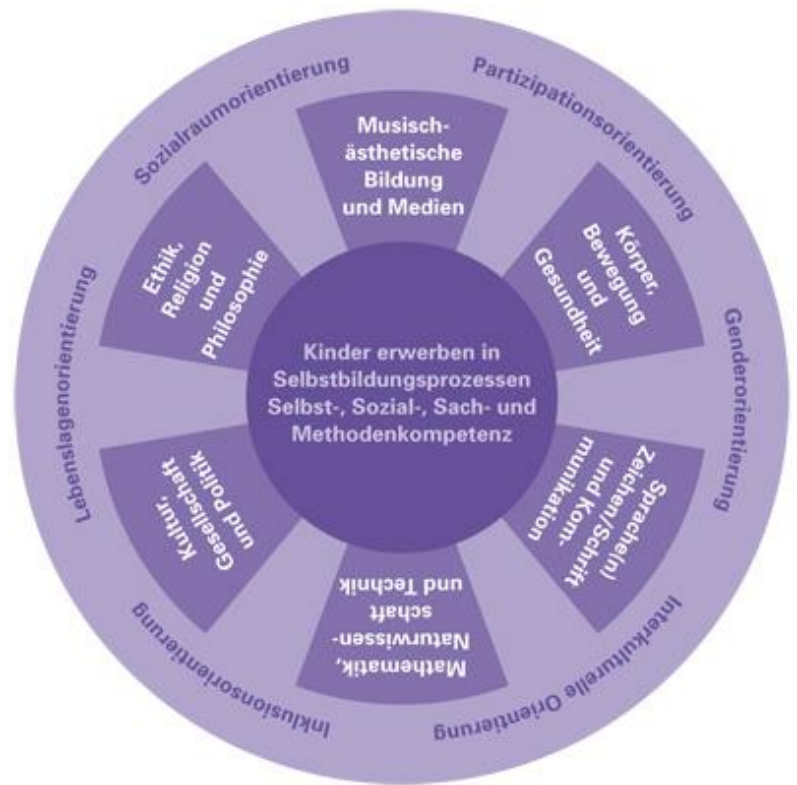 Sozialraumorientierung
Partizipationsorientierung
Genderorientierung
Interkulturelle Orientierung
Inklusionsorientierung
Lebenslagenorientierung
Musisch-
ästhetische
Bildung
und Medien
Körper,
Bewegung
und
Gesundheit
Sprache(n)
Zeichen/Schrift
und Kom-
munikation
Mathematik,
Naturwissen-
schaft
und Technik
Kultur,
Gesellschaft
und Politik
Ethik,
Religion
und
Philosophie
Kinder erwerben in
Selbstbildungsprozessen
Selbst-, Sozial-, Sach- und
Methodenkompetenz